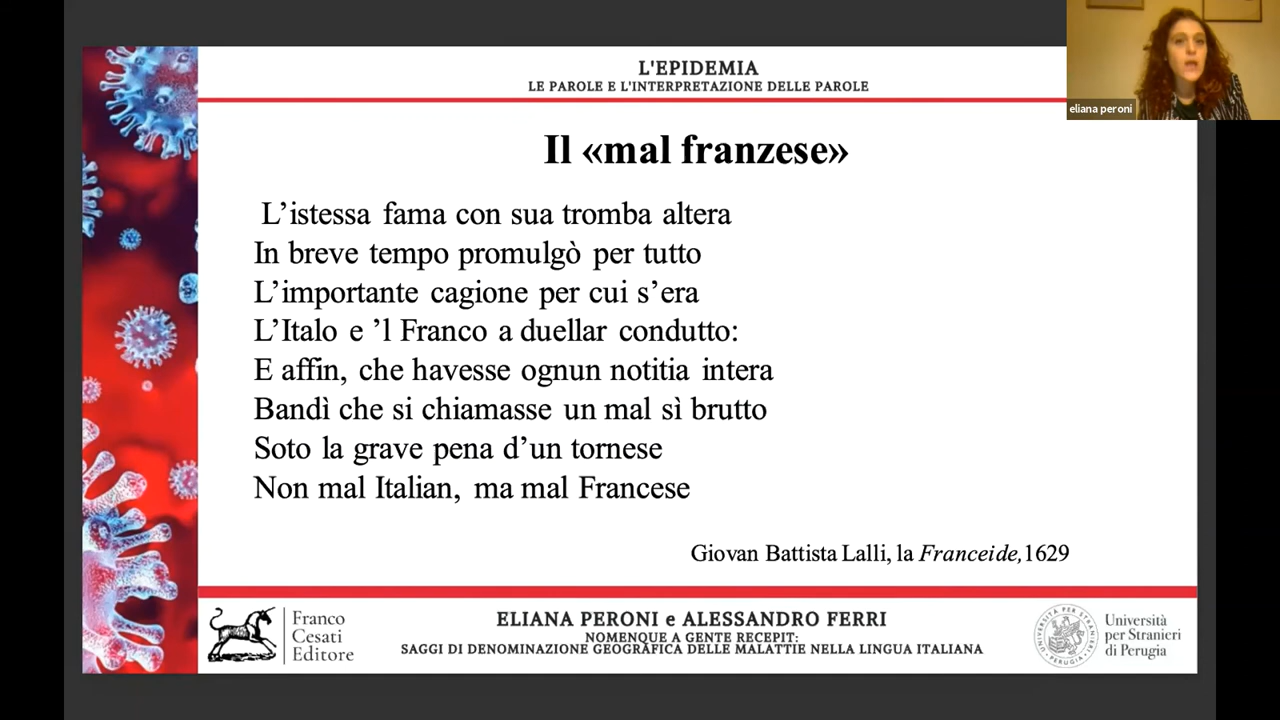 L'EPIDEMIA
LE PAROLE E L'INTERPRETAZIONE DELLE PAROLE
eliana peroni
Il «mal franzese»
L’istessa fama con sua tromba altera
In breve tempo promulgò per tutto
L’importante cagione per cui s’era
L’Italo e ’l Franco a duellar condutto:
E affin, che havesse ognun notitia intera
Bandì che si chiamasse un mal sì brutto
Soto la grave pena d’un tornese
Non mal Italian, ma mal Francese
Giovan Battista Lalli, la Franceide,1629
Franco
Cesati
Editore
ELIANA PERONI e ALESSANDRO FERRI
NOMENQUE A GENTE RECEPIT:
SAGGI DI DENOMINAZIONE GEOGRAFICA DELLE MALATTIE NELLA LINGUA ITALIANA
Università
per Stranieri
di Perugia